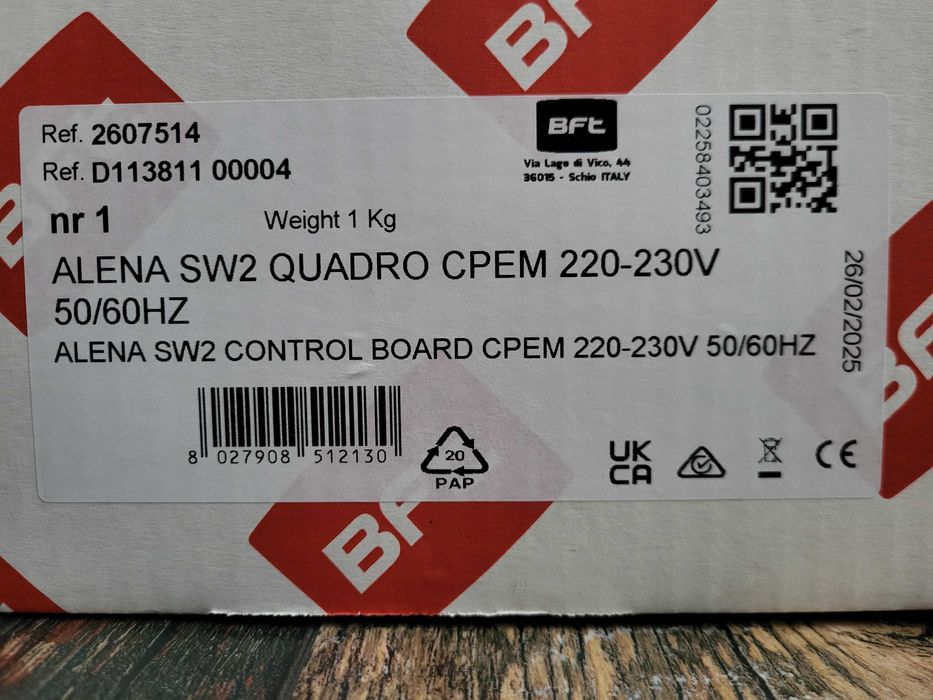 BFt
Ref. 2607514
Ref. D113811 00004
BFt
Via Lago di Vico, 44
36015 - Schio ITALY
02258403493
nr 1
Weight 1 Kg
ALENA SW2 QUADRO CPEM 220-230V
50/60HZ
ALENA SW2 CONTROL BOARD CPEM 220-230V 50/60HZ
26/02/2025
8 027908 512130
20
PAP
UK
CA
CE